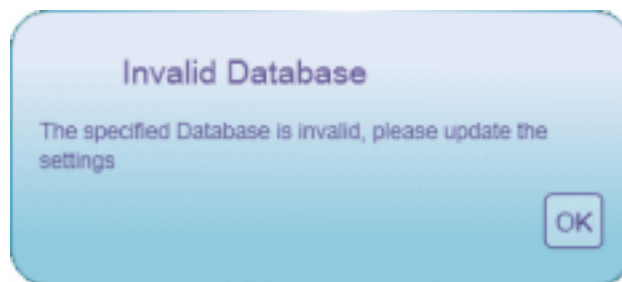 Invalid Database
The specified Database is invalid, please update the
settings
OK